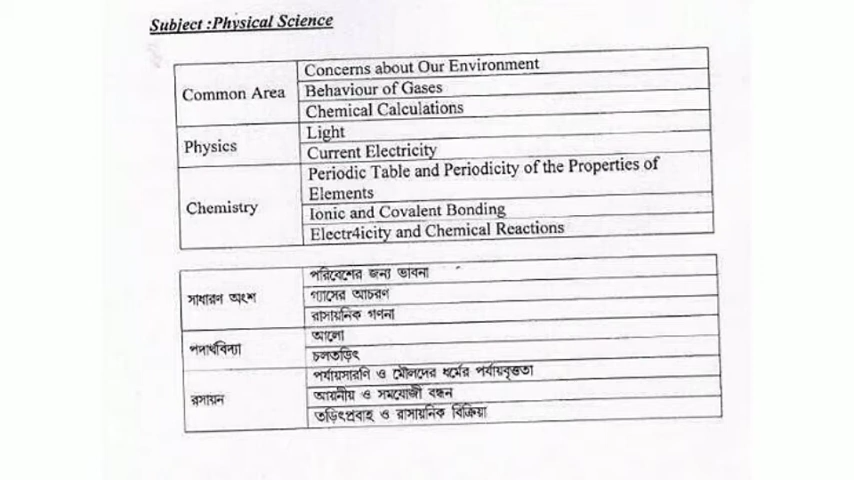 Subject :Physical Science
Common Area
Concerns about Our Environment
Behaviour of Gases
Chemical Calculations
Physics
Light
Current Electricity
Chemistry
Periodic Table and Periodicity of the Properties of
Elements
Ionic and Covalent Bonding
Electr4icity and Chemical Reactions
সাধারণ অংশ
পরিবেশের জন্য ভাবনা
গ্যাসের আচরণ
রাসায়নিক গণনা
পদার্থবিদ্যা
আলো
চলতড়িৎ
রসায়ন
পর্যায়সারণি ও মৌলদের ধর্মের পর্যায়বৃত্ততা
আয়নীয় ও সমযোজী বন্ধন
তড়িৎপ্রবাহ ও রাসায়নিক বিক্রিয়া